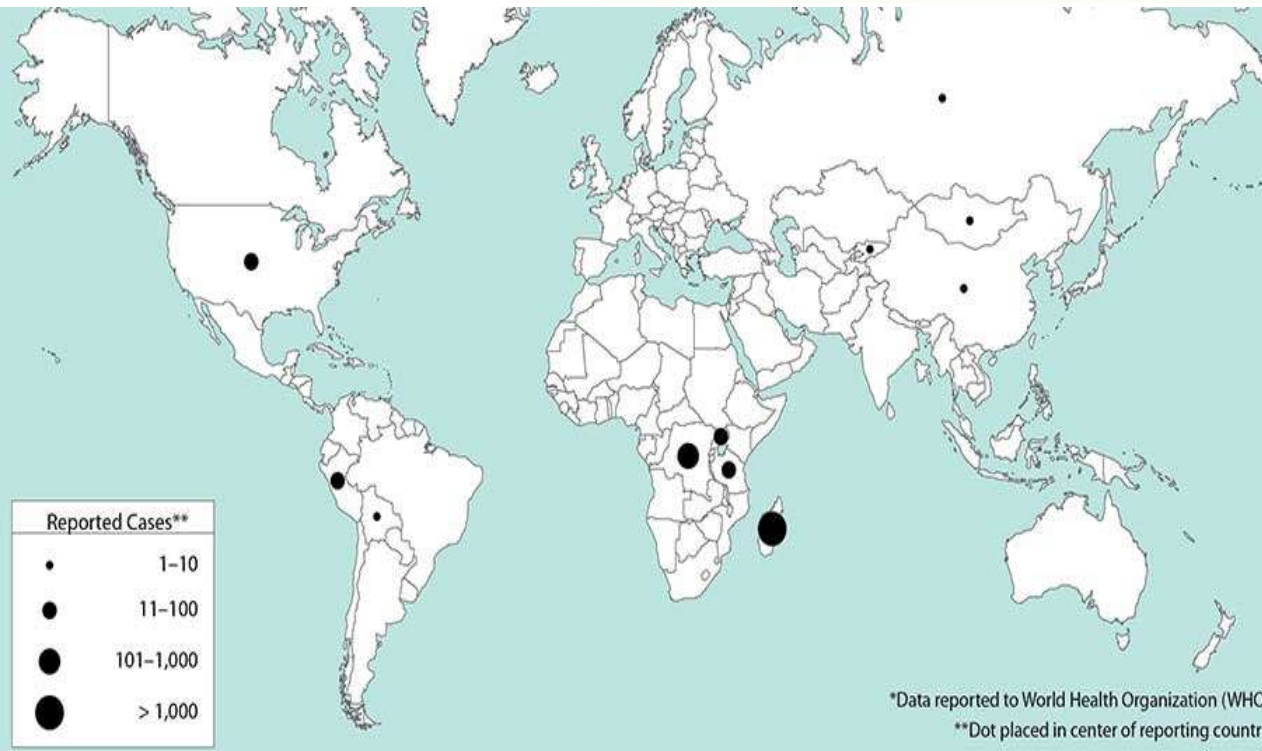 Reported Cases**
1–10
11–100
101–1,000
> 1,000
*Data reported to World Health Organization (WHO
**Dot placed in center of reporting countr